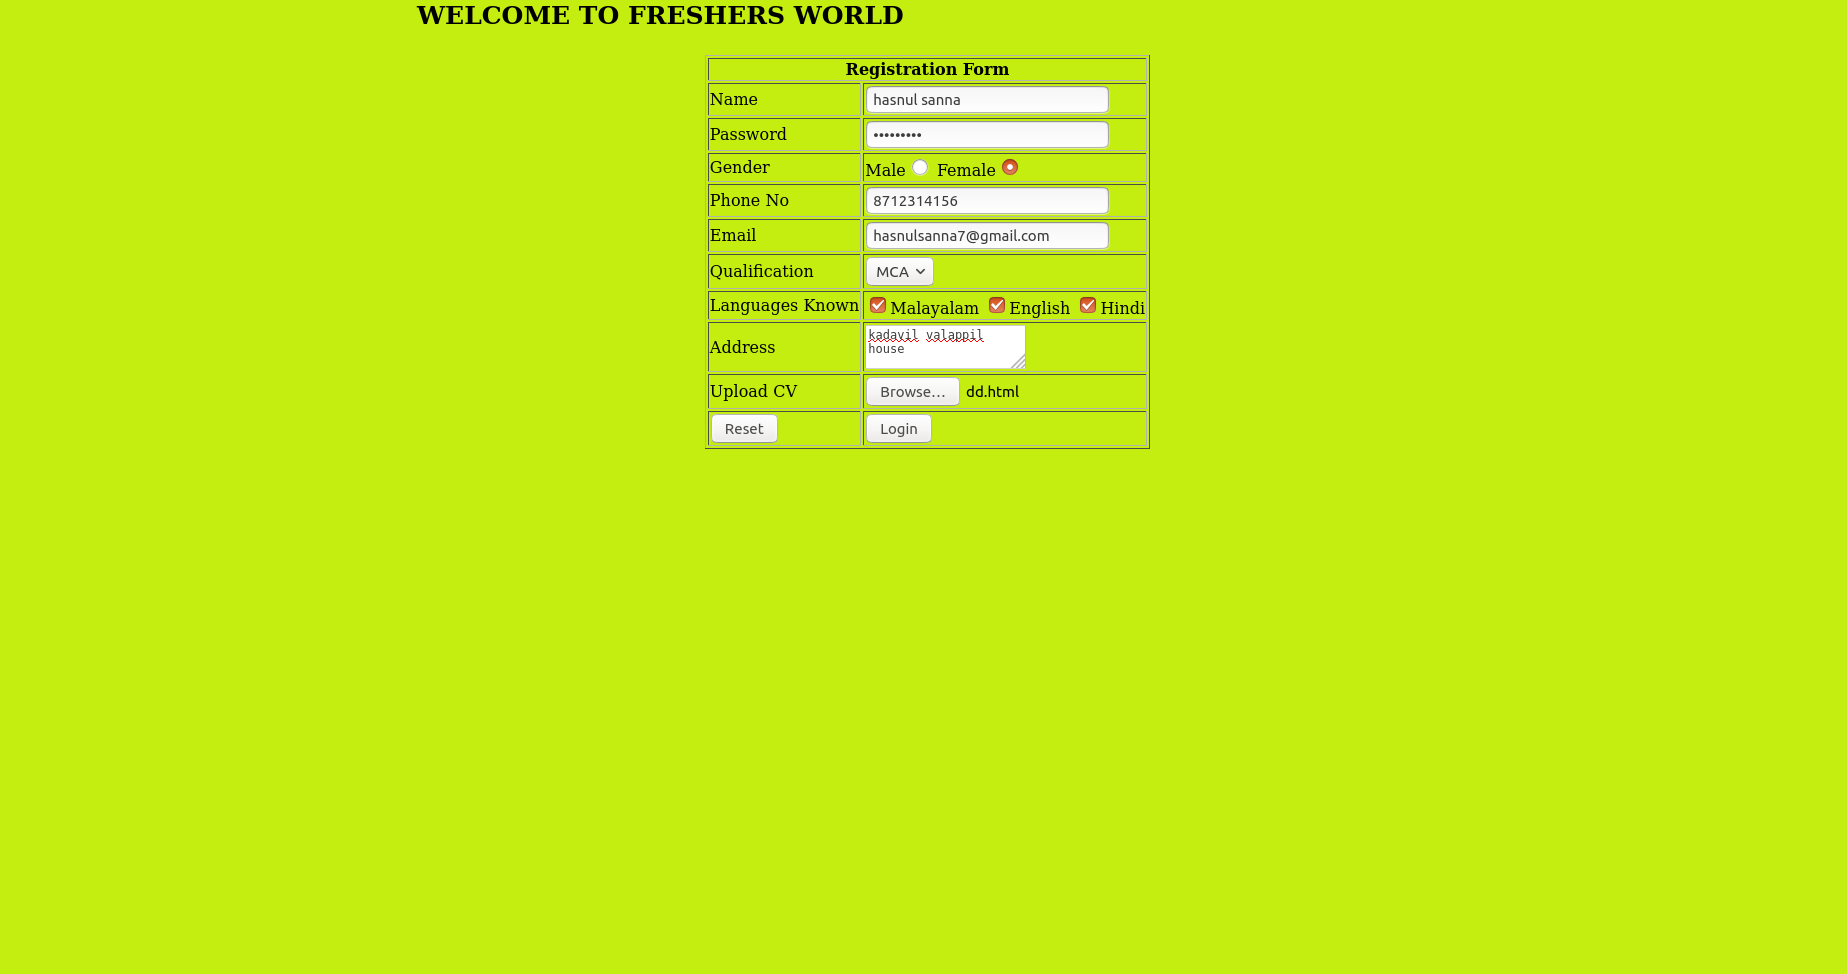 WELCOME TO FRESHERS WORLD
Registration Form
Name hasnul sanna
Password •••••••••
Gender Male Female
Phone No 8712314156
Email hasnulsanna7@gmail.com
Qualification MCA
Languages Known Malayalam English Hindi
Address kadavil valappil
house
Upload CV Browse... dd.html
Reset Login